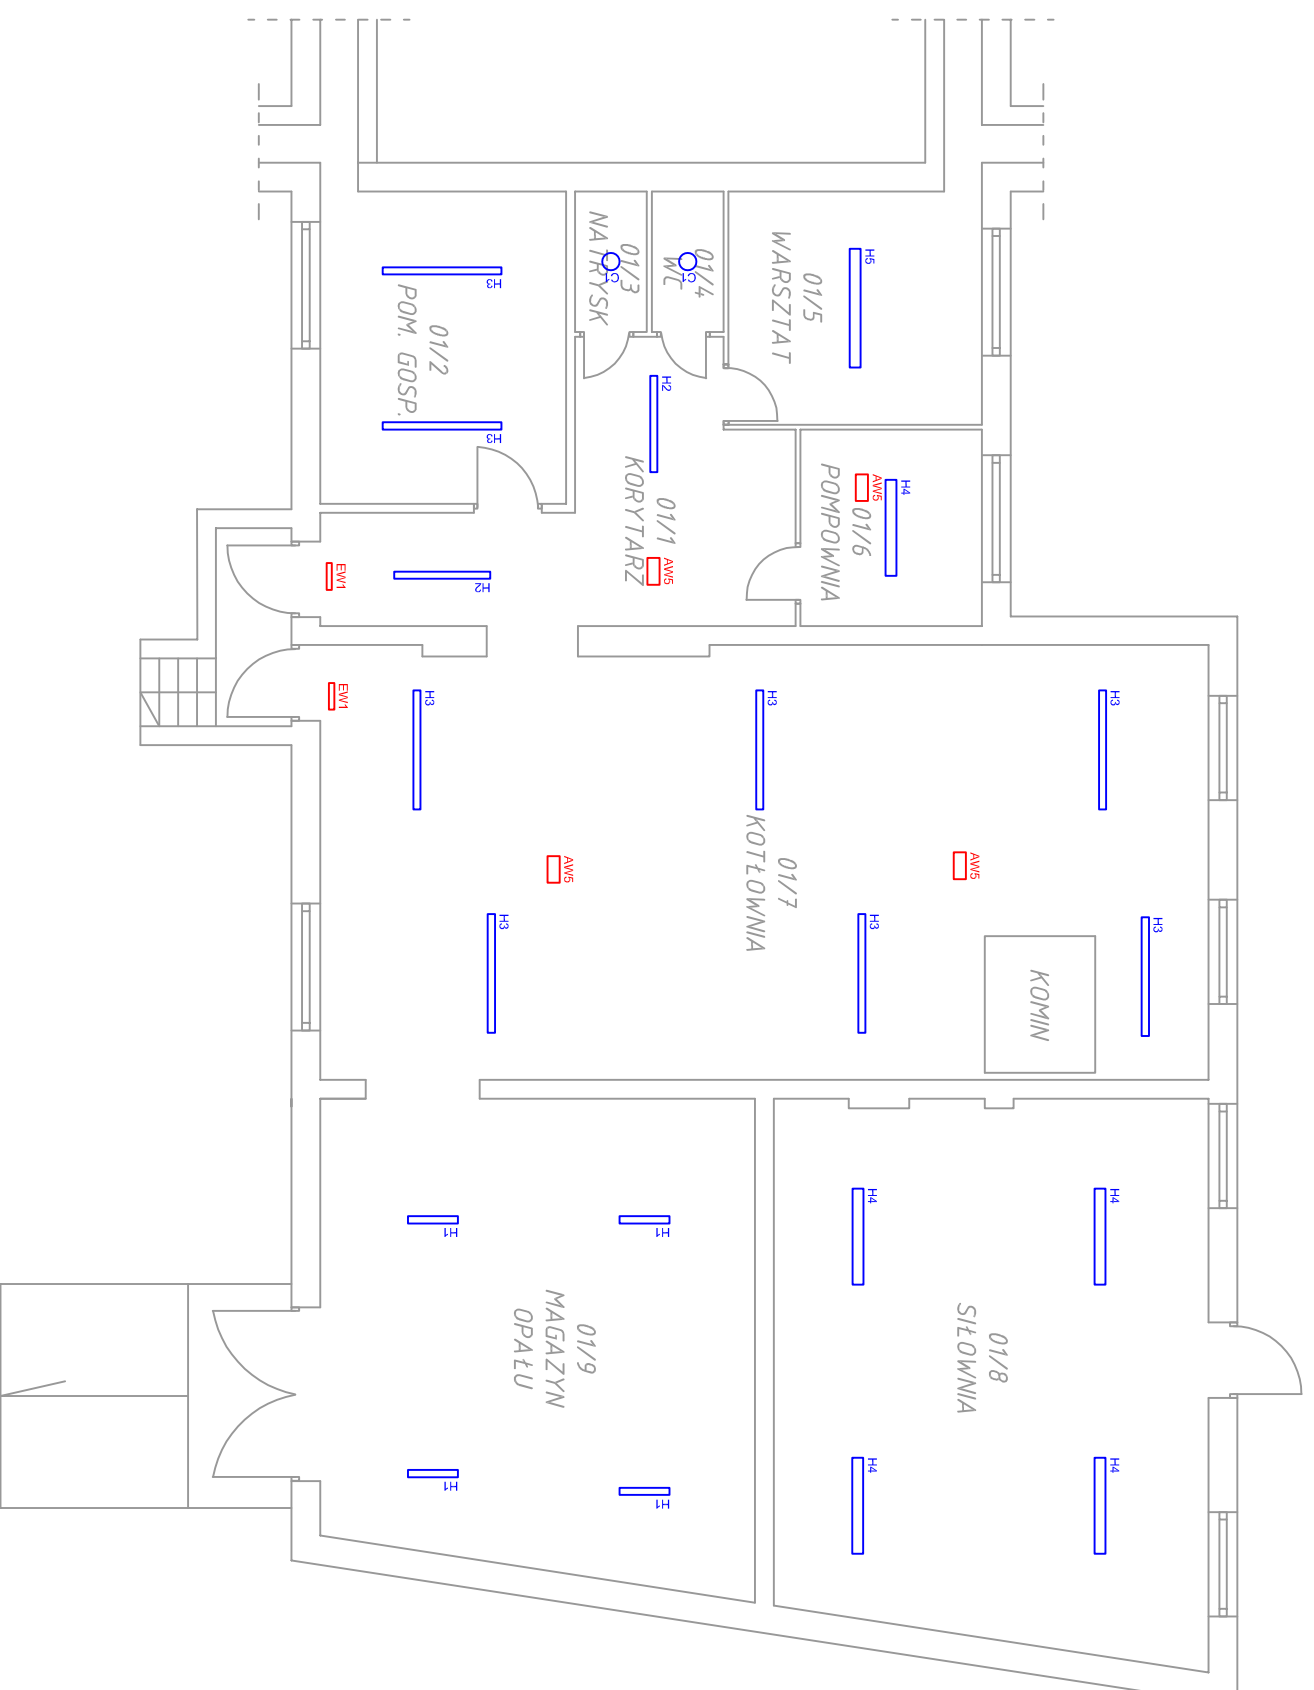 01/3
NATRYSK
C1
01/4
WC
C1
01/5
WARSZTAT
H5
01/2
POM. GOSP.
H3
H3
H2
01/1
KORYTARZ
AW5
H2
EW1
EW1
AW5
H4
01/6
POMPOWNIA
H3
H3
H3
01/7
KOTŁOWNIA
AW5
AW5
H3
H3
H3
KOMIN
H1
H1
01/9
MAGAZYN
OPAŁU
H1
H1
H4
H4
01/8
SIŁOWNIA
H4
H4